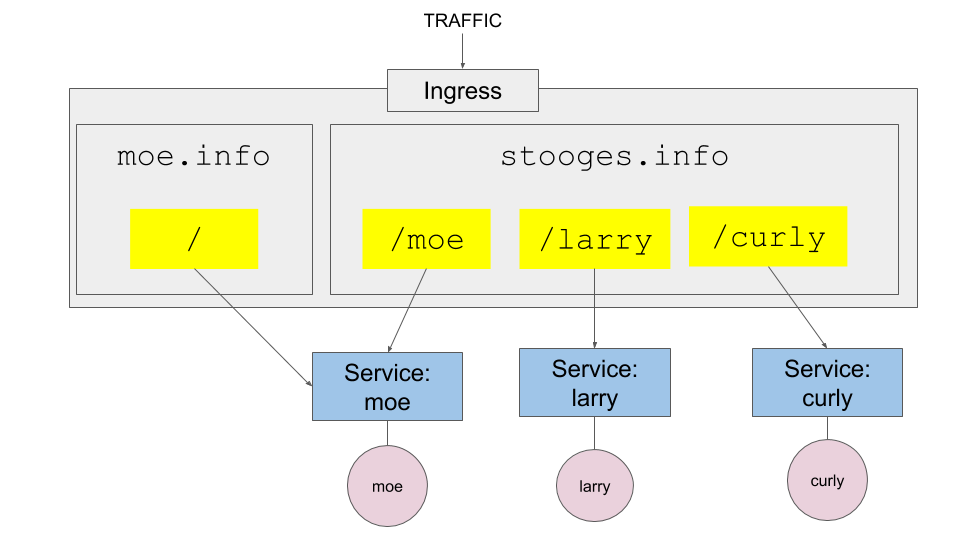 TRAFFIC
Ingress
moe.info
stooges.info
/
/moe
/larry
/curly
Service:
moe
Service:
larry
Service:
curly
moe
larry
curly